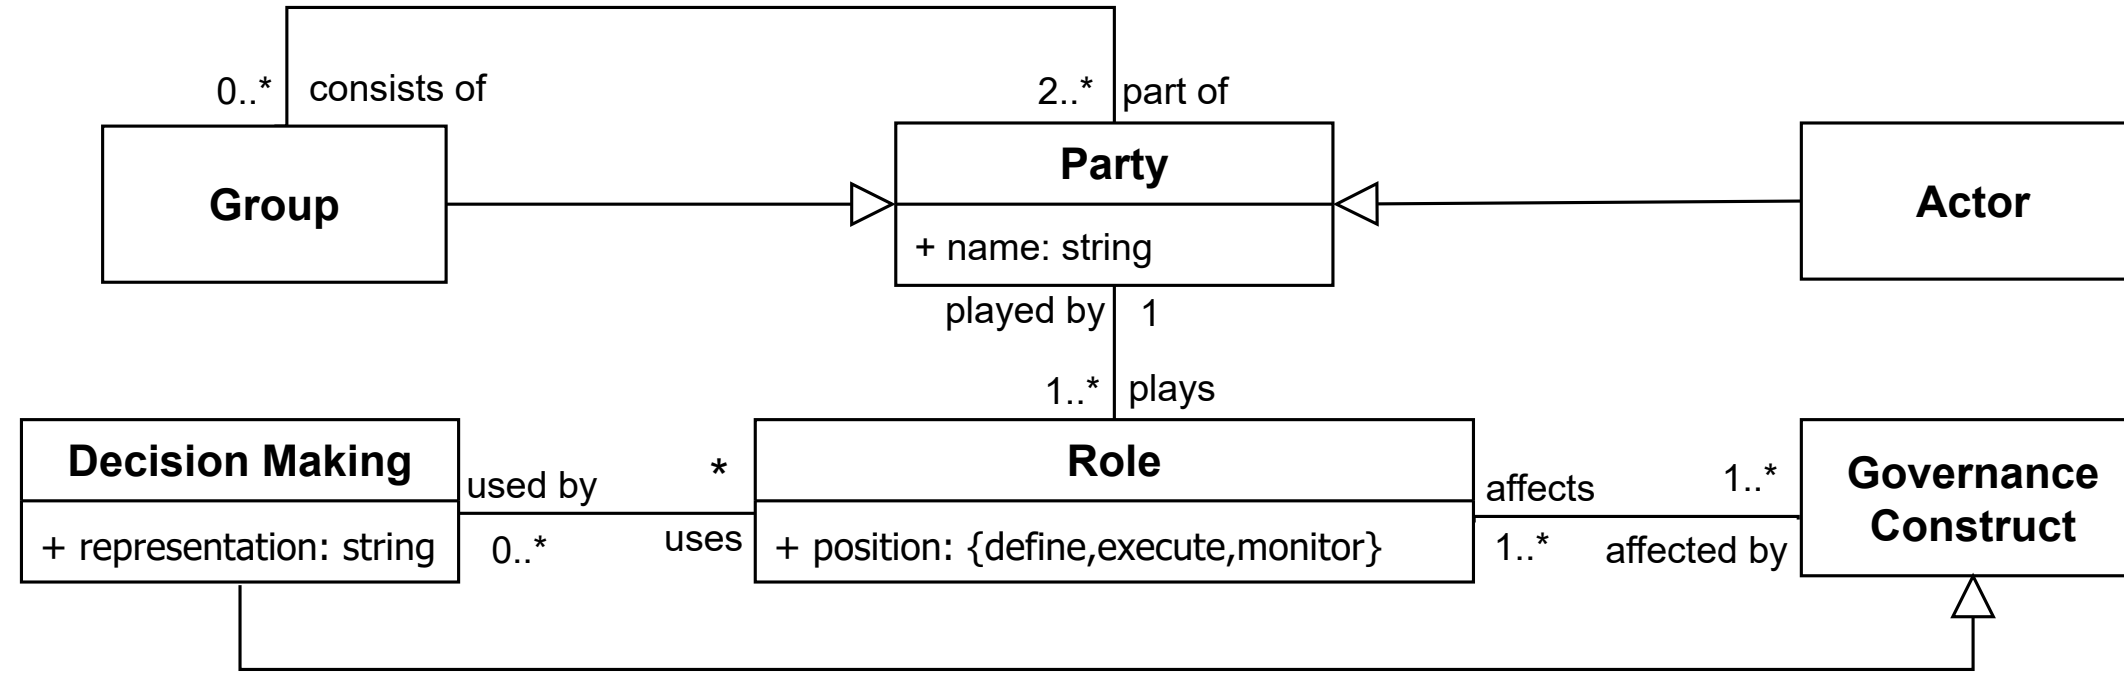 0..*
consists of
2..*
part of
Group
Party
+ name: string
Actor
played by
1
1..*
plays
Decision Making
+ representation: string
used by
*
0..*
uses
Role
+ position: {define,execute,monitor}
affects
1..*
1..*
affected by
Governance
Construct